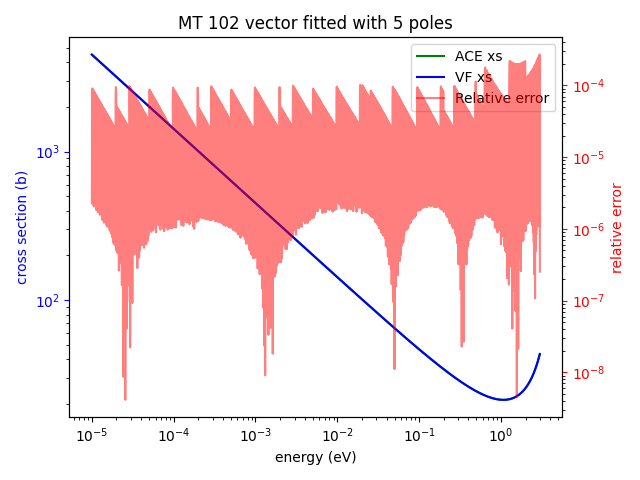 MT 102 vector fitted with 5 poles
ACE xs
VF xs
Relative error
cross section (b)
10³
10²
relative error
10⁻⁴
10⁻⁵
10⁻⁶
10⁻⁷
10⁻⁸
10⁻⁵ 10⁻⁴ 10⁻³ 10⁻² 10⁻¹ 10⁰
energy (eV)